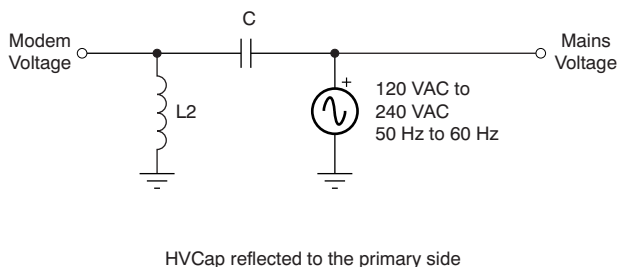 C
Modem
Voltage
Mains
Voltage
L2
+
120 VAC to
240 VAC
50 Hz to 60 Hz
HVCap reflected to the primary side